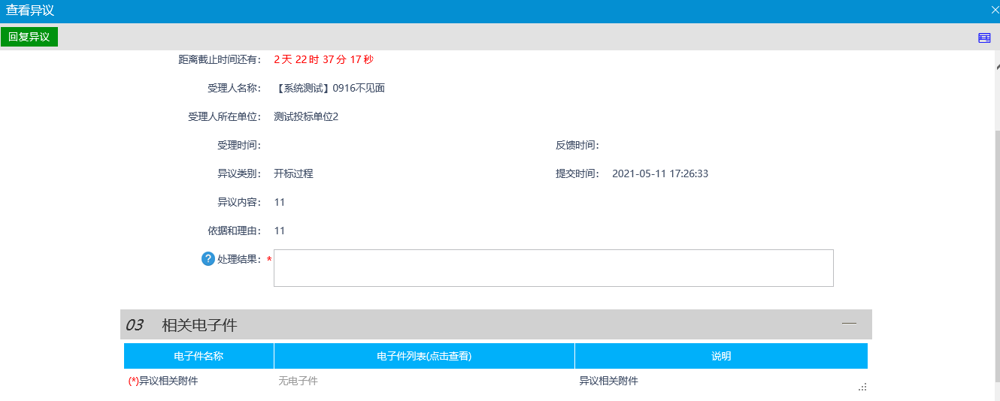 查看异议
回复异议
距离截止时间还有： 2 天 22 时 37 分 17 秒
受理人名称： 【系统测试】0916不见面
受理人所在单位： 测试投标单位2
受理时间： 反馈时间：
异议类别： 开标过程 提交时间： 2021-05-11 17:26:33
异议内容： 11
依据和理由： 11
? 处理结果： *
03 相关电子件
电子件名称 电子件列表(点击查看) 说明
(*)异议相关附件 无电子件 异议相关附件